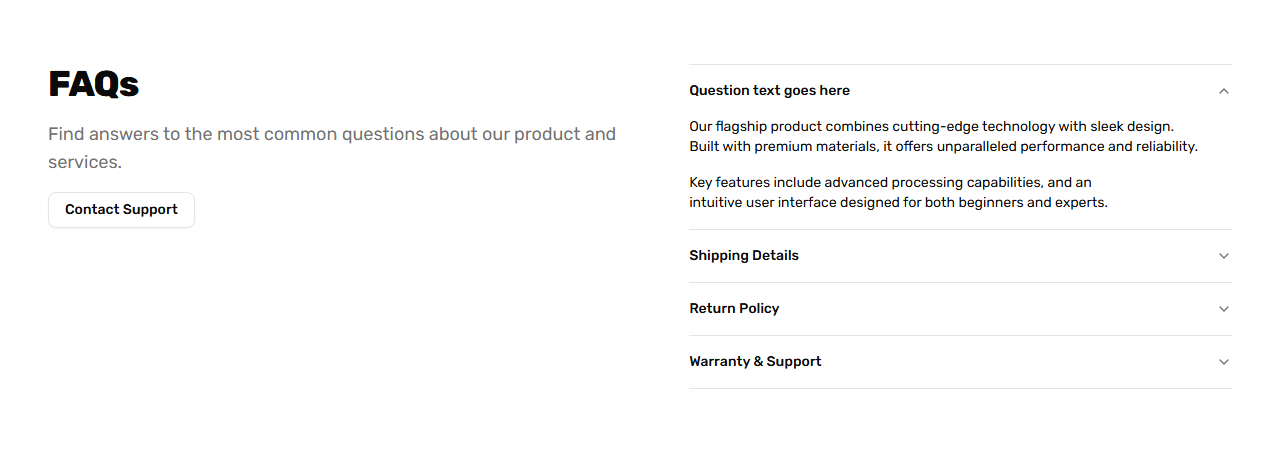 FAQs
Find answers to the most common questions about our product and
services.
Contact Support
Question text goes here
Our flagship product combines cutting-edge technology with sleek design.
Built with premium materials, it offers unparalleled performance and reliability.
Key features include advanced processing capabilities, and an
intuitive user interface designed for both beginners and experts.
Shipping Details
Return Policy
Warranty & Support